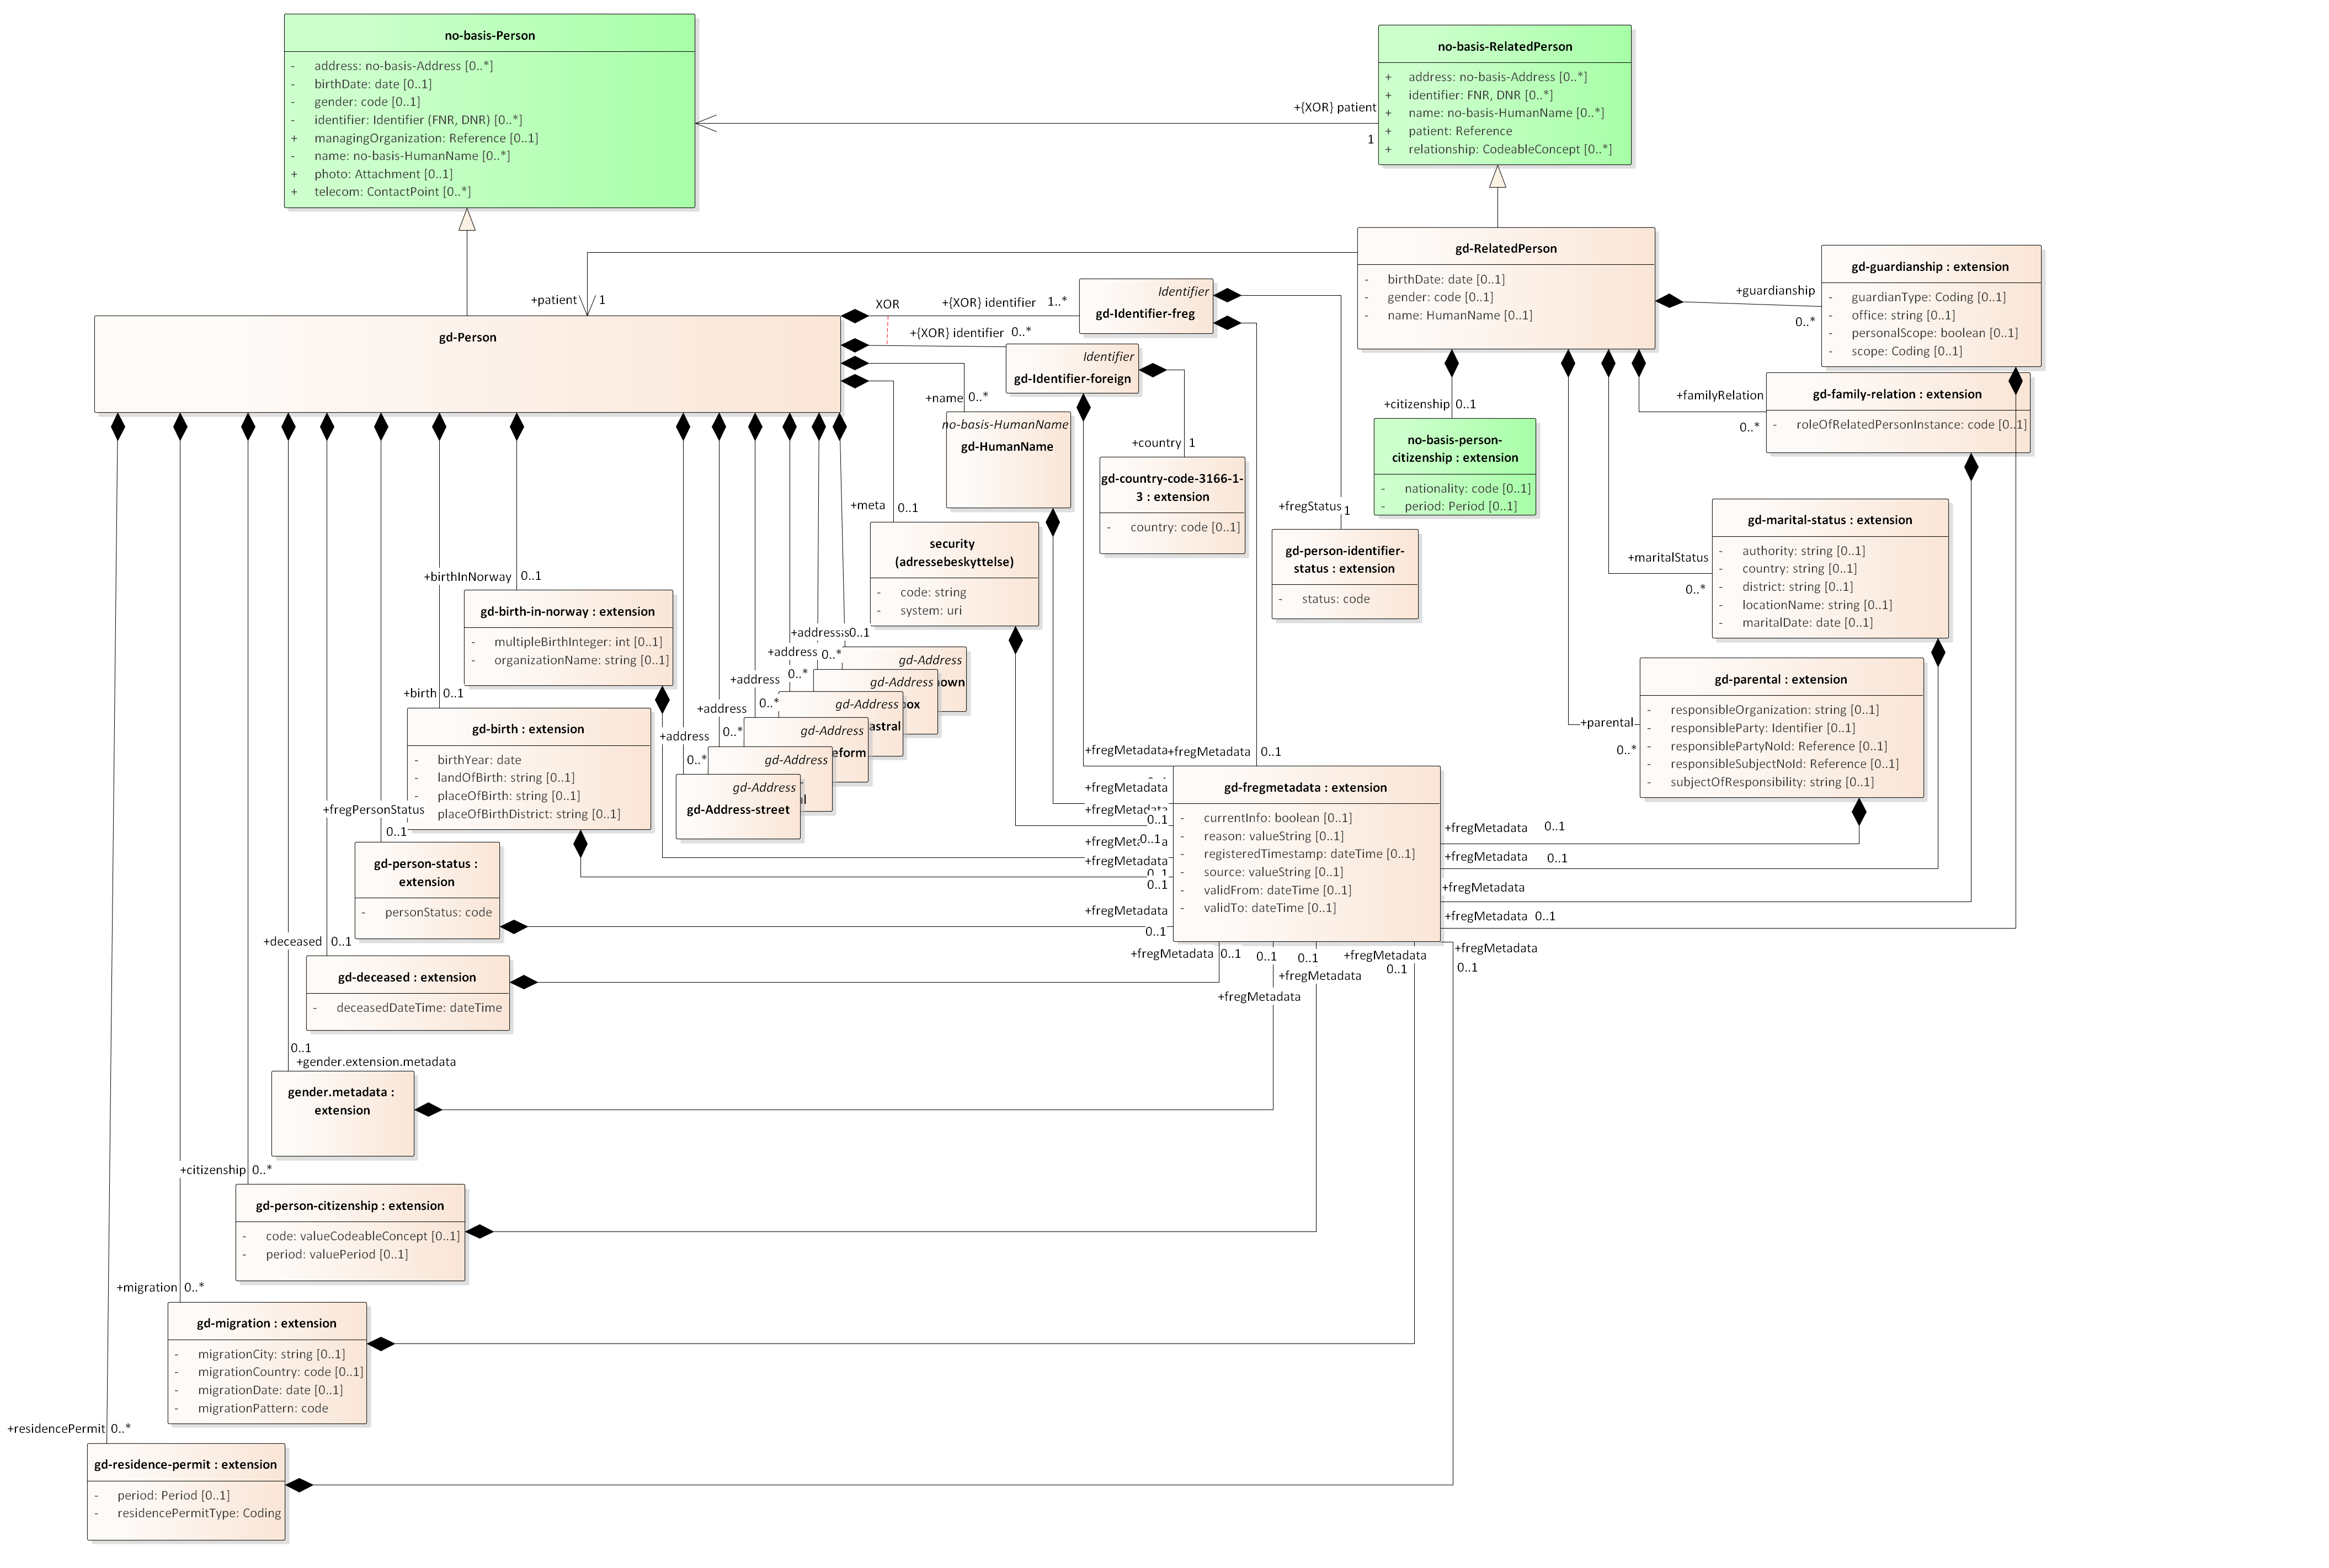 no-basis-Person
- address: no-basis-Address [0..*]
- birthDate: date [0..1]
- gender: code [0..1]
- identifier: Identifier (FNR, DNR) [0..*]
+ managingOrganization: Reference [0..1]
- name: no-basis-HumanName [0..*]
+ photo: Attachment [0..1]
+ telecom: ContactPoint [0..*]
+{XOR} patient
1
no-basis-RelatedPerson
+ address: no-basis-Address [0..*]
+ identifier: FNR, DNR [0..*]
+ name: no-basis-HumanName [0..*]
+ patient: Reference
+ relationship: CodeableConcept [0..*]
gd-RelatedPerson
- birthDate: date [0..1]
- gender: code [0..1]
- name: HumanName [0..1]
+guardianship
0..*
gd-guardianship : extension
- guardianType: Coding [0..1]
- office: string [0..1]
- personalScope: boolean [0..1]
- scope: Coding [0..1]
+patient 1
gd-Person
XOR
+{XOR} identifier 1..*
Identifier
gd-Identifier-freg
+{XOR} identifier 0..*
Identifier
gd-Identifier-foreign
+name 0..*
no-basis-HumanName
gd-HumanName
+country 1
gd-country-code-3166-1-
3 : extension
- country: code [0..1]
+citizenship 0..1
no-basis-person-
citizenship : extension
- nationality: code [0..1]
- period: Period [0..1]
+familyRelation
0..*
gd-family-relation : extension
- roleOfRelatedPersonInstance: code [0..1]
+meta 0..1
security
(adressebeskyttelse)
- code: string
- system: uri
+fregStatus 1
gd-person-identifier-
status : extension
- status: code
+maritalStatus
0..*
gd-marital-status : extension
- authority: string [0..1]
- country: string [0..1]
- district: string [0..1]
- locationName: string [0..1]
- maritalDate: date [0..1]
+birthInNorway 0..1
gd-birth-in-norway : extension
- multipleBirthInteger: int [0..1]
- organizationName: string [0..1]
+parental
0..*
gd-parental : extension
- responsibleOrganization: string [0..1]
- responsibleParty: Identifier [0..1]
- responsiblePartyNoId: Reference [0..1]
- responsibleSubjectNoId: Reference [0..1]
- subjectOfResponsibility: string [0..1]
0..1
+address
0..*
+address
0..*
+address
0..*
+address
0..*
+address
0..*
gd-Address
own
gd-Address
ox
gd-Address
astral
gd-Address
eform
gd-Address
al
gd-Address
gd-Address-street
+birth 0..1
gd-birth : extension
- birthYear: date
- landOfBirth: string [0..1]
- placeOfBirth: string [0..1]
- placeOfBirthDistrict: string [0..1]
+fregPersonStatus
0..1
gd-person-status :
extension
- personStatus: code
+fregMetadata
+fregMetadata 0..1
+fregMetadata
0..1
0..1
+fregMetadata
0..1
+fregMetadata
0..1
gd-fregmetadata : extension
- currentInfo: boolean [0..1]
- reason: valueString [0..1]
- registeredTimestamp: dateTime [0..1]
- source: valueString [0..1]
- validFrom: dateTime [0..1]
- validTo: dateTime [0..1]
+fregMetadata 0..1
+fregMetadata 0..1
+fregMetadata
+fregMetadata 0..1
+fregMetadata
0..1
+fregMetadata 0..1
0..1
+fregMetadata
0..1
+fregMetadata
+fregMetadata
0..1
+deceased 0..1
gd-deceased : extension
- deceasedDateTime: dateTime
0..1
+gender.extension.metadata
gender.metadata :
extension
+citizenship 0..*
gd-person-citizenship : extension
- code: valueCodeableConcept [0..1]
- period: valuePeriod [0..1]
+migration 0..*
gd-migration : extension
- migrationCity: string [0..1]
- migrationCountry: code [0..1]
- migrationDate: date [0..1]
- migrationPattern: code
+residencePermit 0..*
gd-residence-permit : extension
- period: Period [0..1]
- residencePermitType: Coding